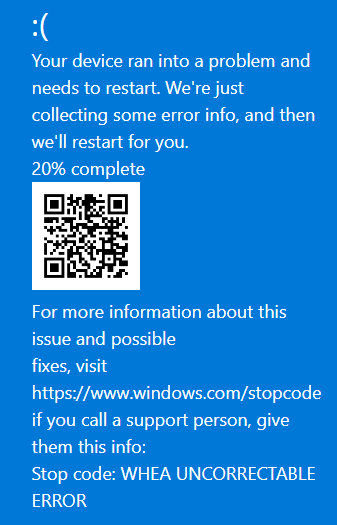 :(
Your device ran into a problem and
needs to restart. We're just
collecting some error info, and then
we'll restart for you.
20% complete
For more information about this
issue and possible
fixes, visit
https://www.windows.com/stopcode
if you call a support person, give
them this info:
Stop code: WHEA UNCORRECTABLE
ERROR